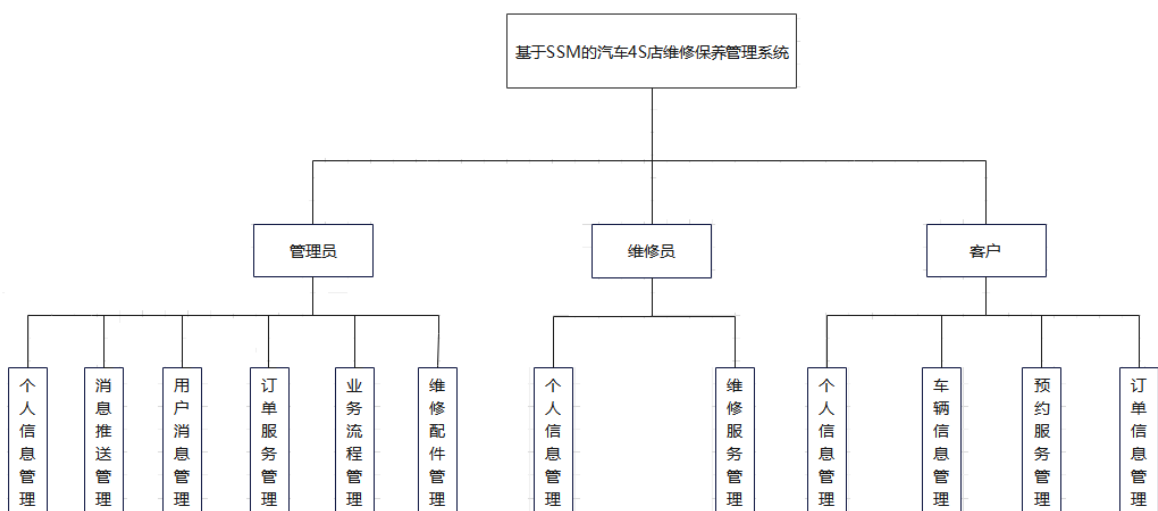 基于SSM的汽车4S店维修保养管理系统
管理员
维修员
客户
个人信息管理
消息推送管理
用户消息管理
订单服务管理
业务流程管理
维修配件管理
个人信息管理
维修服务管理
个人信息管理
车辆信息管理
预约服务管理
订单信息管理